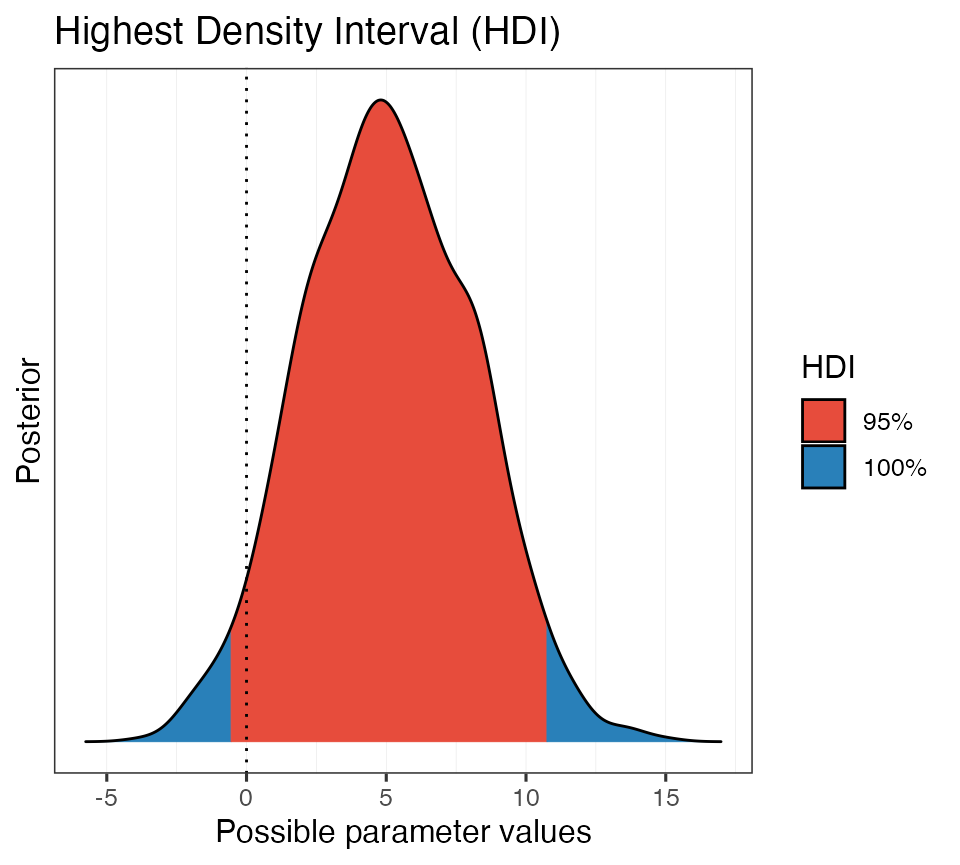 Highest Density Interval (HDI)
Posterior
HDI
95%
100%
-5 0 5 10 15
Possible parameter values